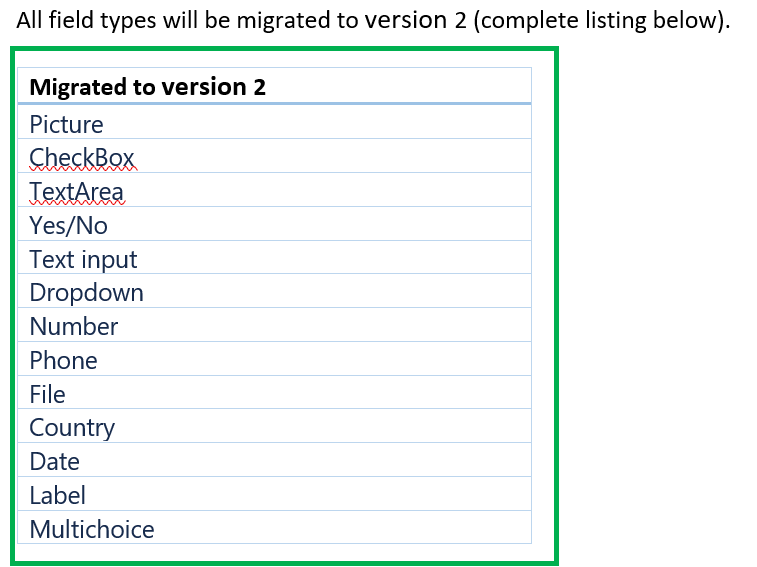 All field types will be migrated to version 2 (complete listing below).
Migrated to version 2
Picture
CheckBox
TextArea
Yes/No
Text input
Dropdown
Number
Phone
File
Country
Date
Label
Multichoice